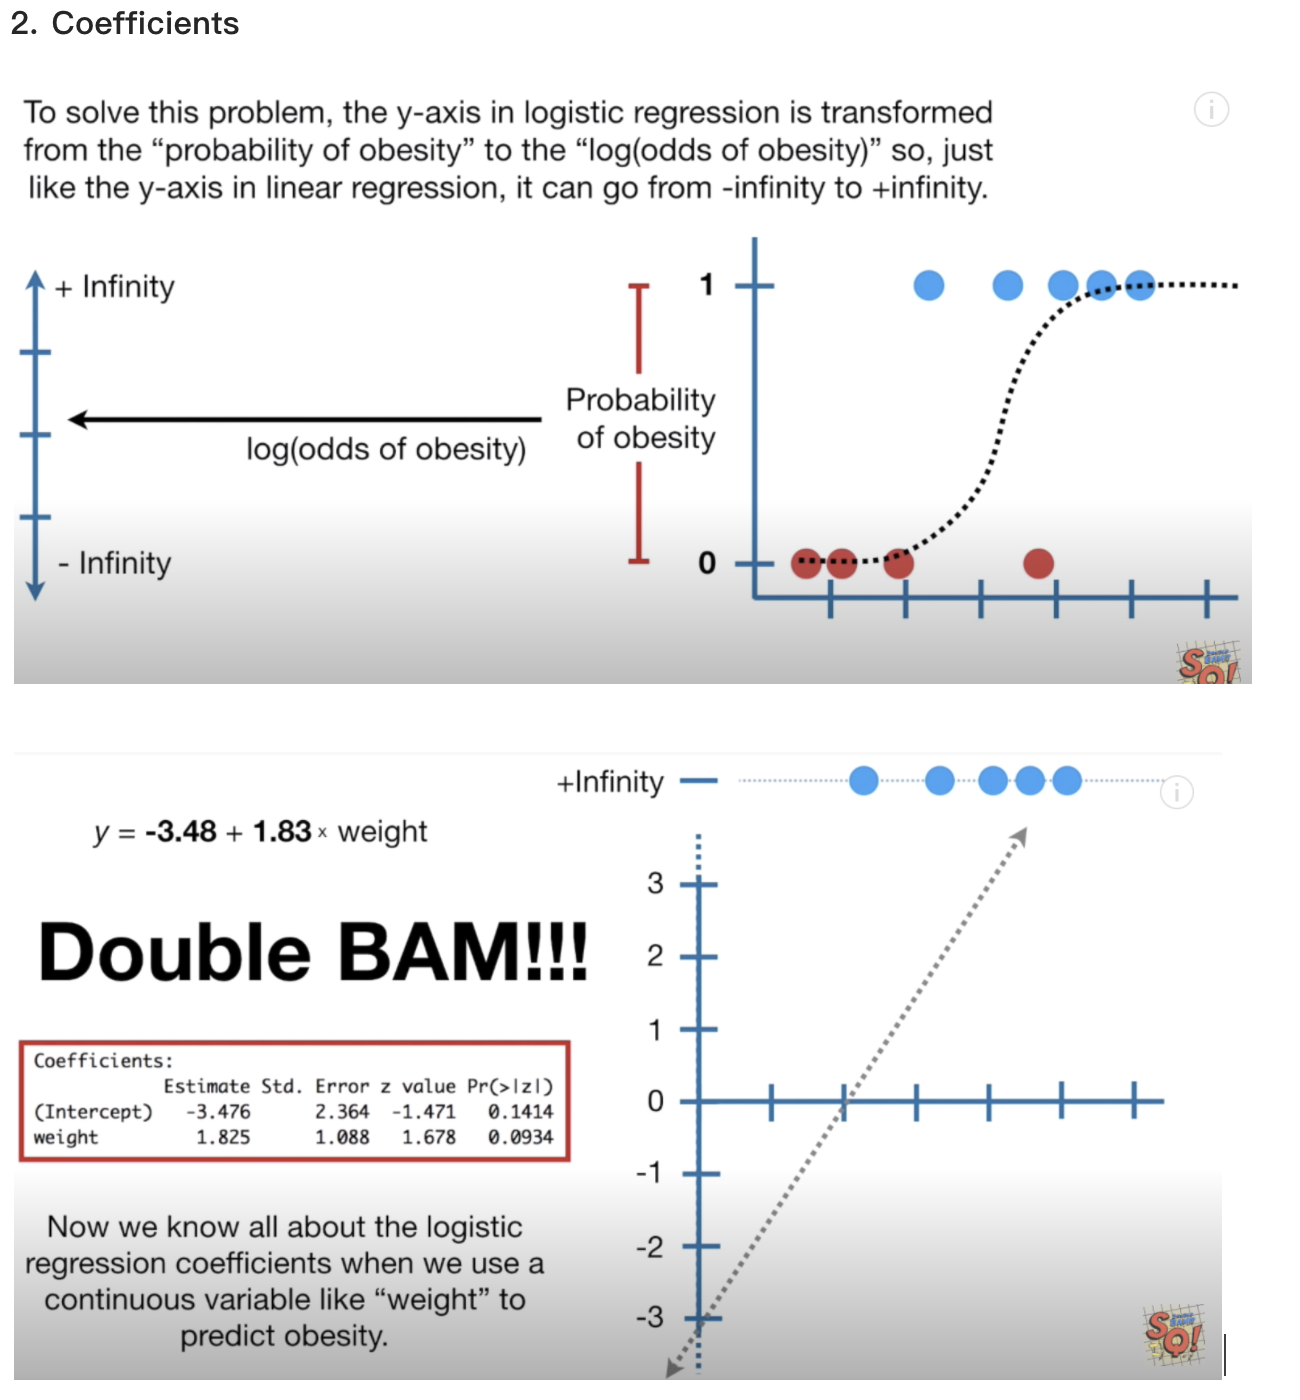 2. Coefficients
To solve this problem, the y-axis in logistic regression is transformed
from the “probability of obesity” to the “log(odds of obesity)” so, just
like the y-axis in linear regression, it can go from -infinity to +infinity.
+ Infinity
- Infinity
log(odds of obesity)
Probability
of obesity
1
0
+Infinity
y = -3.48 + 1.83 × weight
Double BAM!!!
Coefficients:
Estimate Std. Error z value Pr(>|z|)
(Intercept) -3.476 2.364 -1.471 0.1414
weight 1.825 1.088 1.678 0.0934
Now we know all about the logistic
regression coefficients when we use a
continuous variable like “weight” to
predict obesity.
3
2
1
0
-1
-2
-3
SQ!